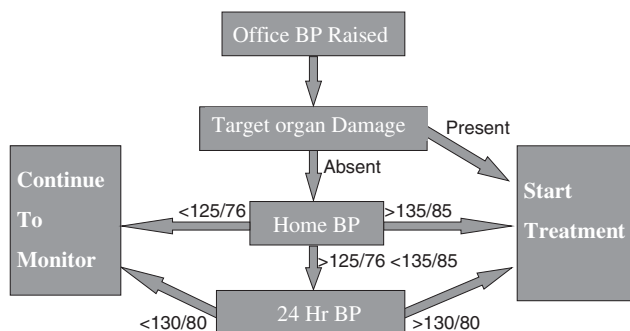 Office BP Raised
Target organ Damage
Present
Absent
Continue
To
Monitor
<125/76
Home BP
>135/85
Start
Treatment
>125/76 <135/85
<130/80
24 Hr BP
>130/80